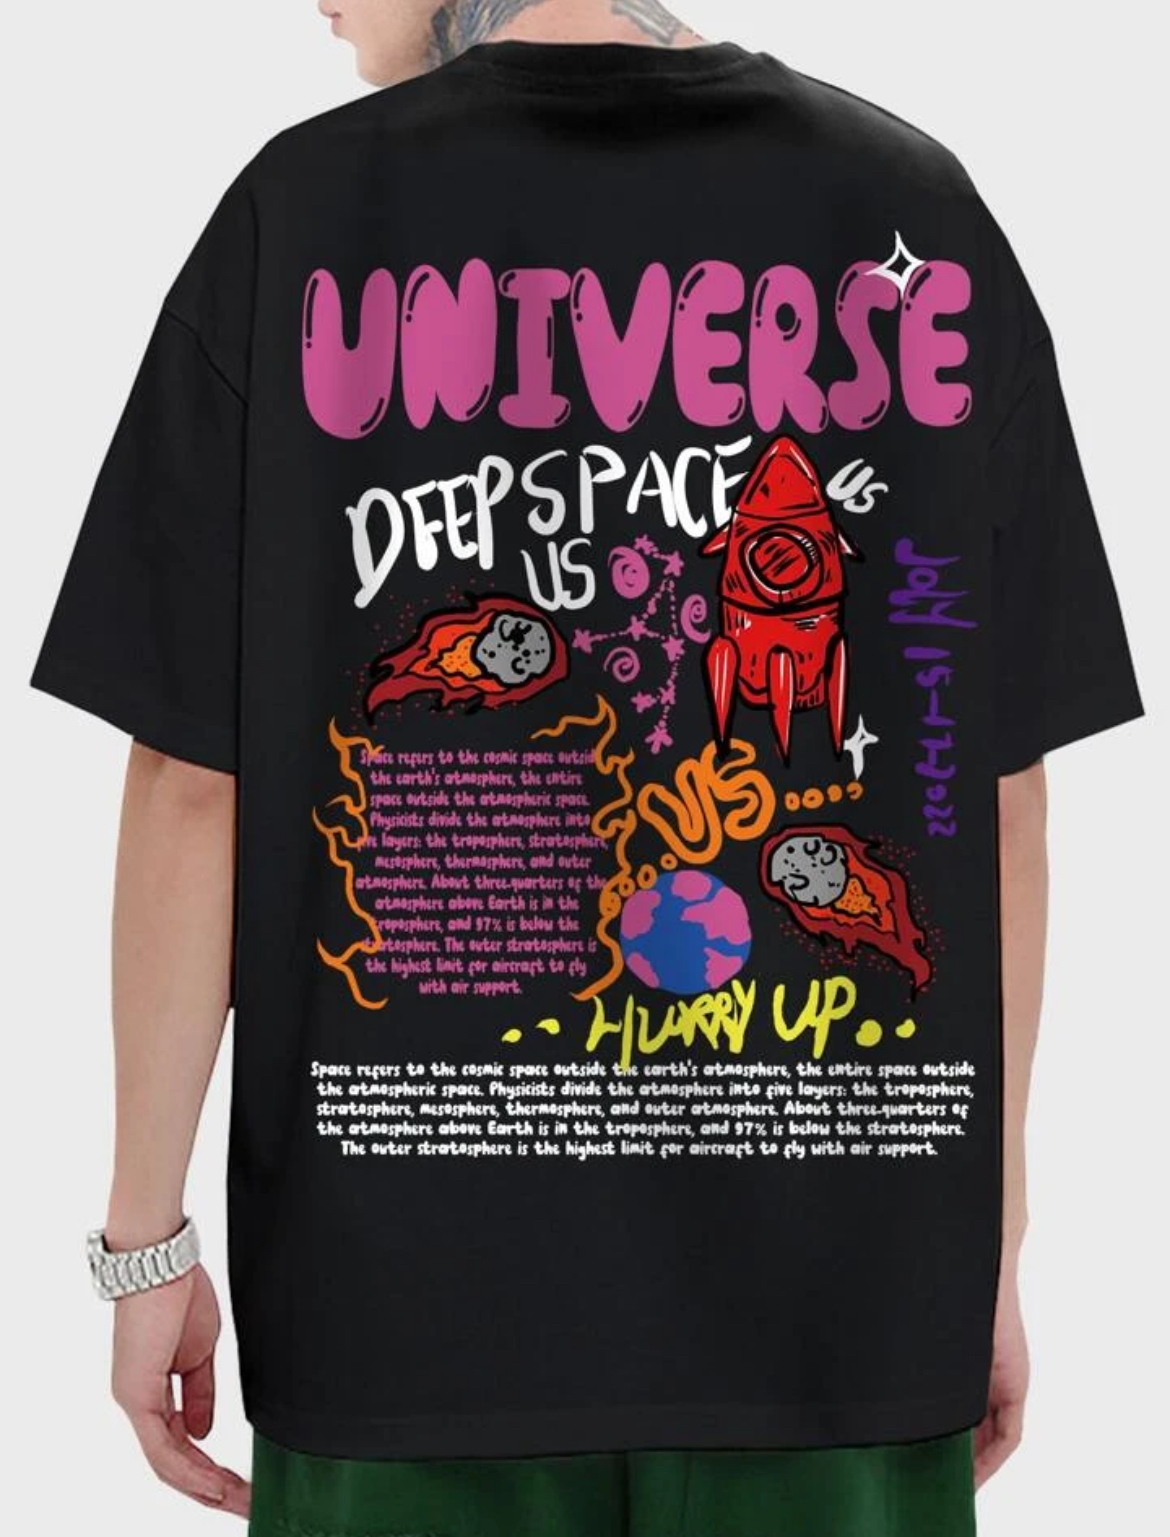 UNIVERSE
DEEP SPACE
US
US
Space refers to the cosmic space outside
the earth's atmosphere, the entire
space outside the atmospheric space.
Physicists divide the atmosphere into
five layers: the troposphere, stratosphere,
mesosphere, thermosphere, and outer
atmosphere. About three-quarters of the
atmosphere above Earth is in the
troposphere, and 97% is below the
stratosphere. The outer stratosphere is
the highest limit for aircraft to fly
with air support.
US
HURRY UP
Space refers to the cosmic space outside the earth's atmosphere, the entire space outside
the atmospheric space. Physicists divide the atmosphere into five layers: the troposphere,
stratosphere, mesosphere, thermosphere, and outer atmosphere. About three-quarters of
the atmosphere above Earth is in the troposphere, and 97% is below the stratosphere.
The outer stratosphere is the highest limit for aircraft to fly with air support.